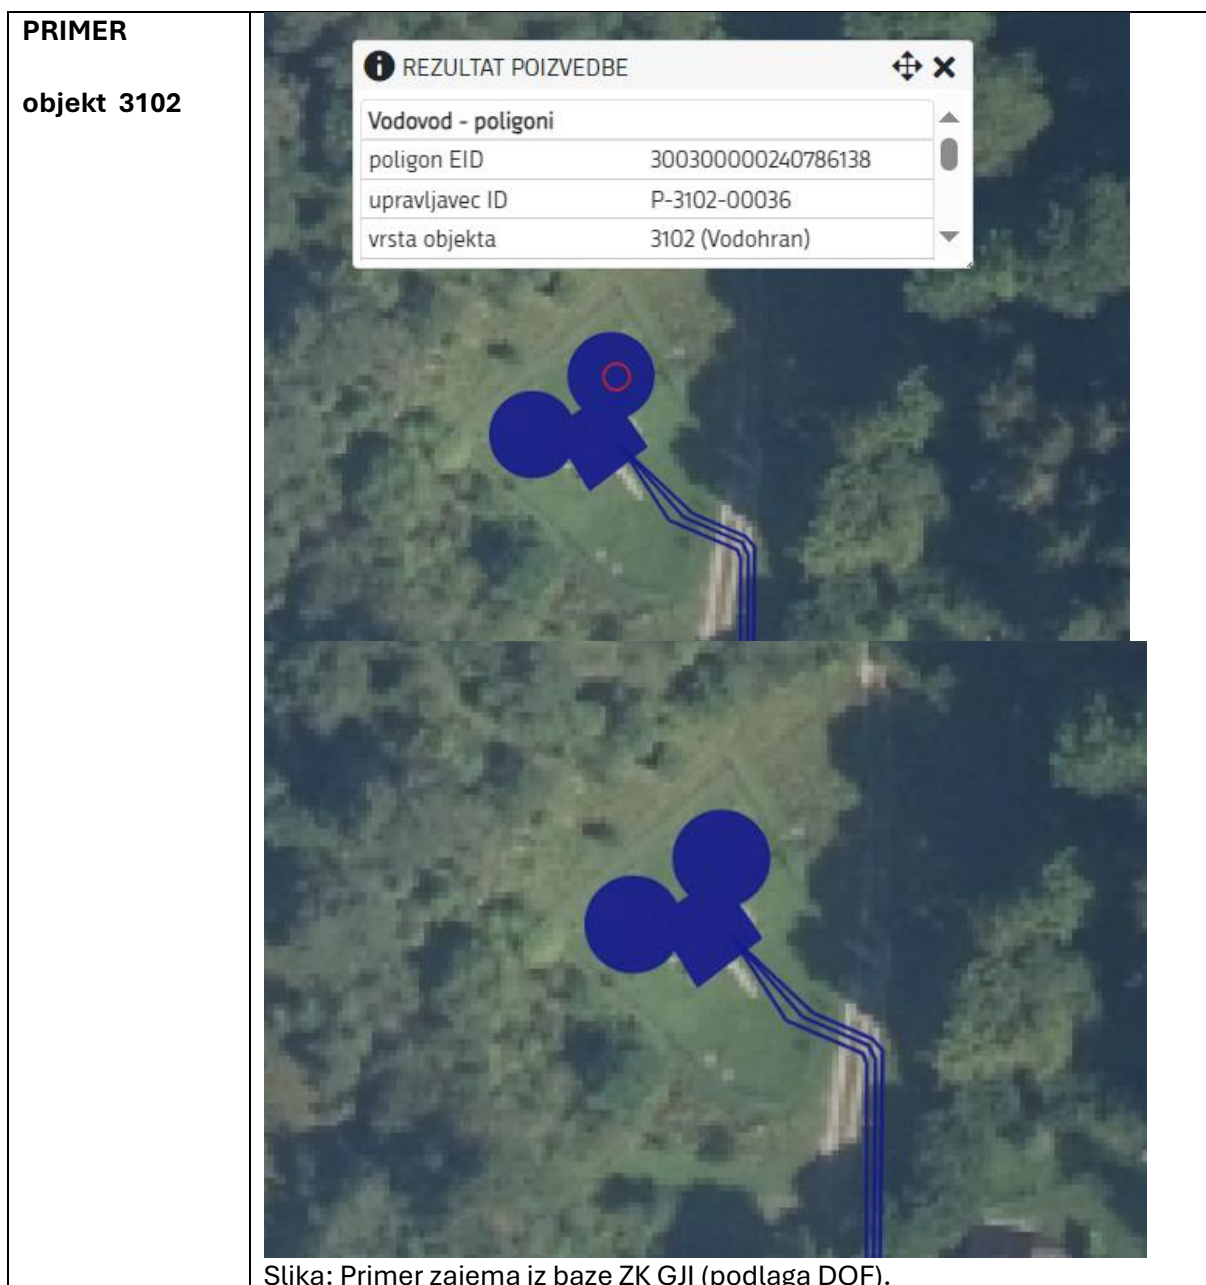 PRIMER
objekt 3102
REZULTAT POIZVEDBE
Vodovod - poligoni
poligon EID 300300000240786138
upravljavec ID P-3102-00036
vrsta objekta 3102 (Vodohran)
Slika: Primer zajema iz baze ZK GJI (podlaga DOF).